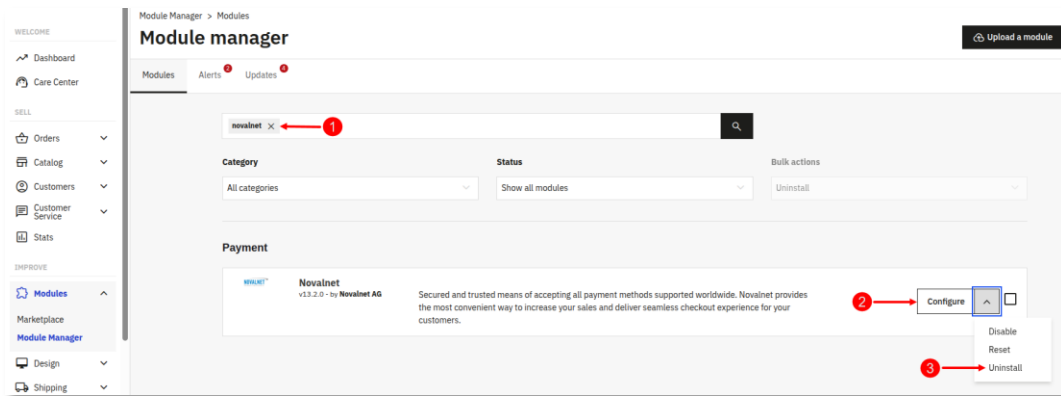 WELCOME
Dashboard
Care Center
SELL
Orders
Catalog
Customers
Customer
Service
Stats
IMPROVE
Modules
Marketplace
Module Manager
Design
Shipping
Module Manager > Modules
Module manager
Upload a module
Modules
Alerts 2
Updates 4
novalnet ×
1
Category
Status
Bulk actions
All categories
Show all modules
Uninstall
Payment
NOVALNET
Novalnet
v13.2.0 - by Novalnet AG
Secured and trusted means of accepting all payment methods supported worldwide. Novalnet provides
the most convenient way to increase your sales and deliver seamless checkout experience for your
customers.
2
Configure
Disable
Reset
3
Uninstall